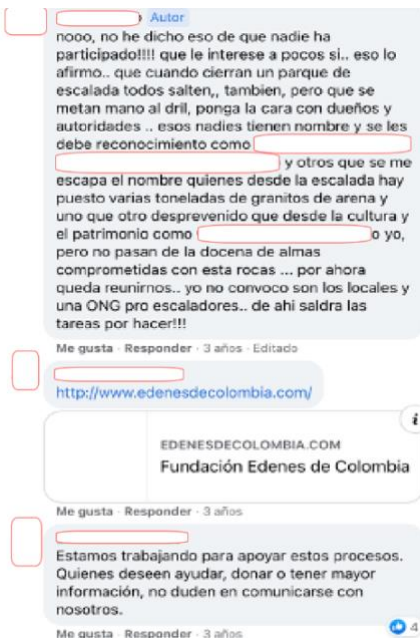 Autor
nooo, no he dicho eso de que nadie ha
participado!!!! que le interese a pocos si.. eso lo
afirmo.. que cuando cierran un parque de
escalada todos salten,, tambien, pero que se
metan mano al dril, ponga la cara con dueños y
autoridades .. esos nadies tienen nombre y se les
debe reconocimiento como
y otros que se me
escapa el nombre quienes desde la escalada hay
puesto varias toneladas de granitos de arena y
uno que otro desprevenido que desde la cultura y
el patrimonio como o yo,
pero no pasan de la docena de almas
comprometidas con esta rocas ... por ahora
queda reunirnos.. yo no convoco son los locales y
una ONG pro escaladores.. de ahi saldra las
tareas por hacer!!!
Me gusta · Responder · 3 años · Editado
http://www.edenesdecolombia.com/
i
EDENESDECOLOMBIA.COM
Fundación Edenes de Colombia
Me gusta · Responder · 3 años
Estamos trabajando para apoyar estos procesos.
Quienes deseen ayudar, donar o tener mayor
información, no duden en comunicarse con
nosotros.
4
Me gusta · Responder · 3 años